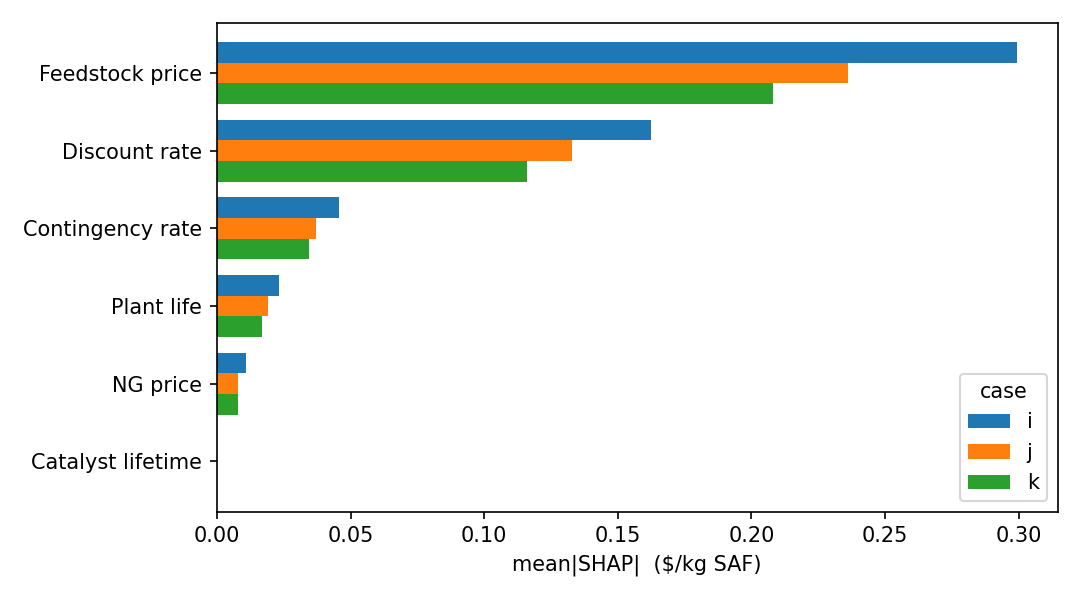 Feedstock price
Discount rate
Contingency rate
Plant life
NG price
Catalyst lifetime
case
i
j
k
0.00 0.05 0.10 0.15 0.20 0.25 0.30
mean|SHAP|  ($/kg SAF)